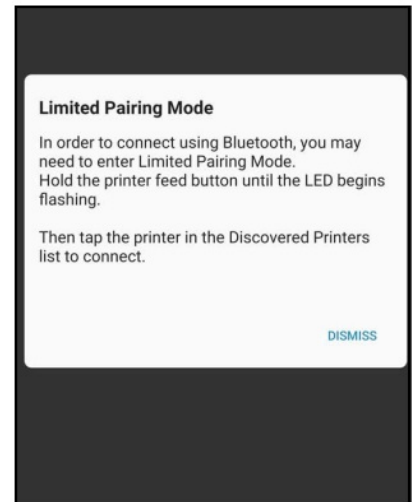 Limited Pairing Mode
In order to connect using Bluetooth, you may
need to enter Limited Pairing Mode.
Hold the printer feed button until the LED begins
flashing.
Then tap the printer in the Discovered Printers
list to connect.
DISMISS